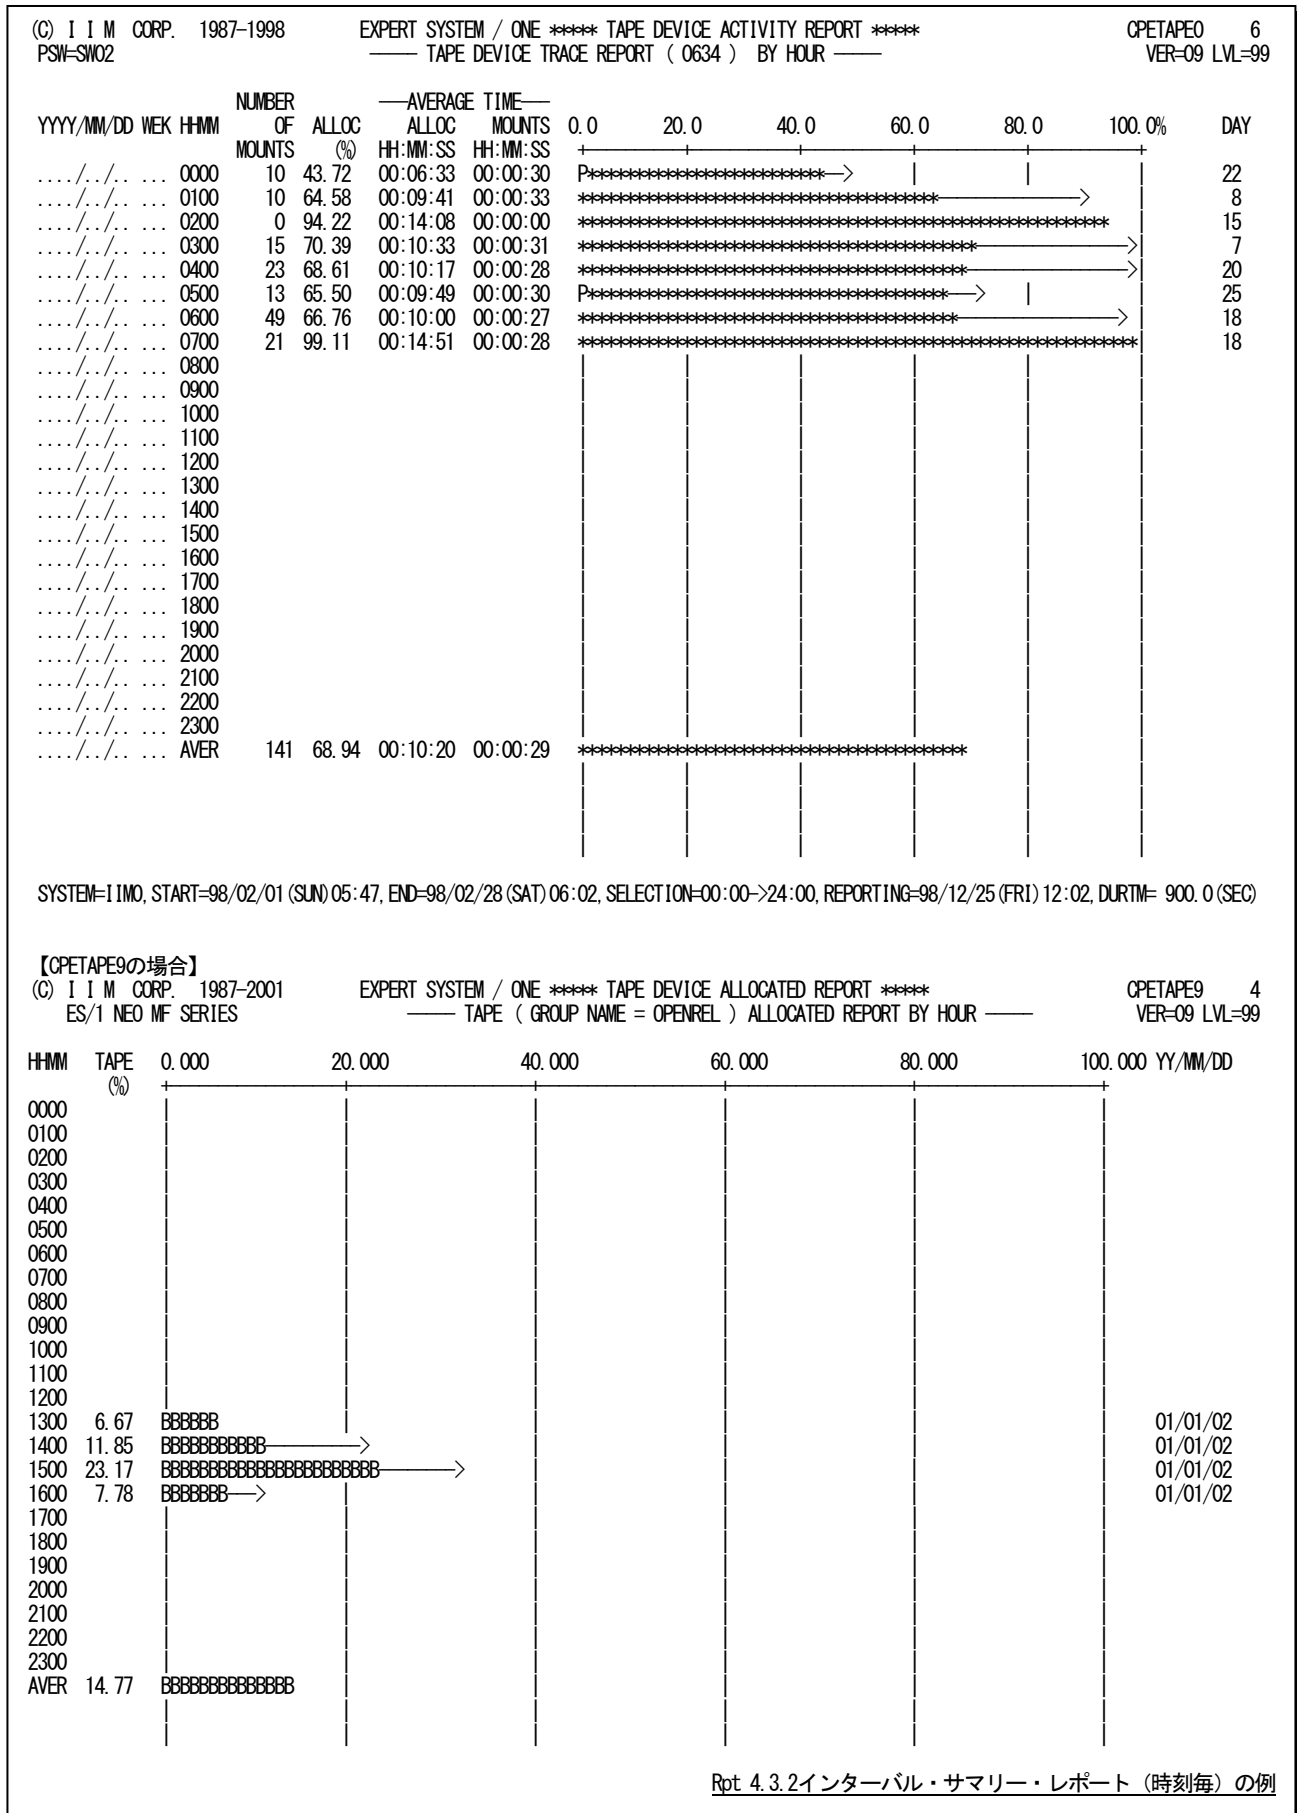 (C) I I M CORP. 1987-1998 EXPERT SYSTEM / ONE ***** TAPE DEVICE ACTIVITY REPORT ***** CPETAPE0 6
PSW=SW02 ----- TAPE DEVICE TRACE REPORT ( 0634 ) BY HOUR ----- VER=09 LVL=99
NUMBER ---AVERAGE TIME---
YYYY/MM/DD WEK HHMM OF ALLOC ALLOC MOUNTS 0.0 20.0 40.0 60.0 80.0 100.0% DAY
MOUNTS (%) HH:MM:SS HH:MM:SS
..../../.. ... 0000 10 43.72 00:06:33 00:00:30 P*************************--> 22
..../../.. ... 0100 10 64.58 00:09:41 00:00:33 **************************************---------------> 8
..../../.. ... 0200 0 94.22 00:14:08 00:00:00 ******************************************************** 15
..../../.. ... 0300 15 70.39 00:10:33 00:00:31 ******************************************----------------> 7
..../../.. ... 0400 23 68.61 00:10:17 00:00:28 *****************************************-----------------> 20
..../../.. ... 0500 13 65.50 00:09:49 00:00:30 P**************************************---> 25
..../../.. ... 0600 49 66.76 00:10:00 00:00:27 ****************************************-----------------> 18
..../../.. ... 0700 21 99.11 00:14:51 00:00:28 *********************************************************** 18
..../../.. ... 0800
..../../.. ... 0900
..../../.. ... 1000
..../../.. ... 1100
..../../.. ... 1200
..../../.. ... 1300
..../../.. ... 1400
..../../.. ... 1500
..../../.. ... 1600
..../../.. ... 1700
..../../.. ... 1800
..../../.. ... 1900
..../../.. ... 2000
..../../.. ... 2100
..../../.. ... 2200
..../../.. ... 2300
..../../.. ... AVER 141 68.94 00:10:20 00:00:29 *****************************************
SYSTEM=IIMO,START=98/02/01(SUN)05:47,END=98/02/28(SAT)06:02,SELECTION=00:00->24:00,REPORTING=98/12/25(FRI)12:02,DURTM= 900.0(SEC)
【CPETAPE9の場合】
(C) I I M CORP. 1987-2001 EXPERT SYSTEM / ONE ***** TAPE DEVICE ALLOCATED REPORT ***** CPETAPE9 4
ES/1 NEO MF SERIES ----- TAPE ( GROUP NAME = OPENREL ) ALLOCATED REPORT BY HOUR ----- VER=09 LVL=99
HHMM TAPE 0.000 20.000 40.000 60.000 80.000 100.000 YY/MM/DD
(%)
0000
0100
0200
0300
0400
0500
0600
0700
0800
0900
1000
1100
1200
1300 6.67 BBBBBB 01/01/02
1400 11.85 BBBBBBBBBBB----------> 01/01/02
1500 23.17 BBBBBBBBBBBBBBBBBBBBBBB--------> 01/01/02
1600 7.78 BBBBBBB---> 01/01/02
1700
1800
1900
2000
2100
2200
2300
AVER 14.77 BBBBBBBBBBBBBB
Rpt 4.3.2インターバル・サマリー・レポート（時刻毎）の例